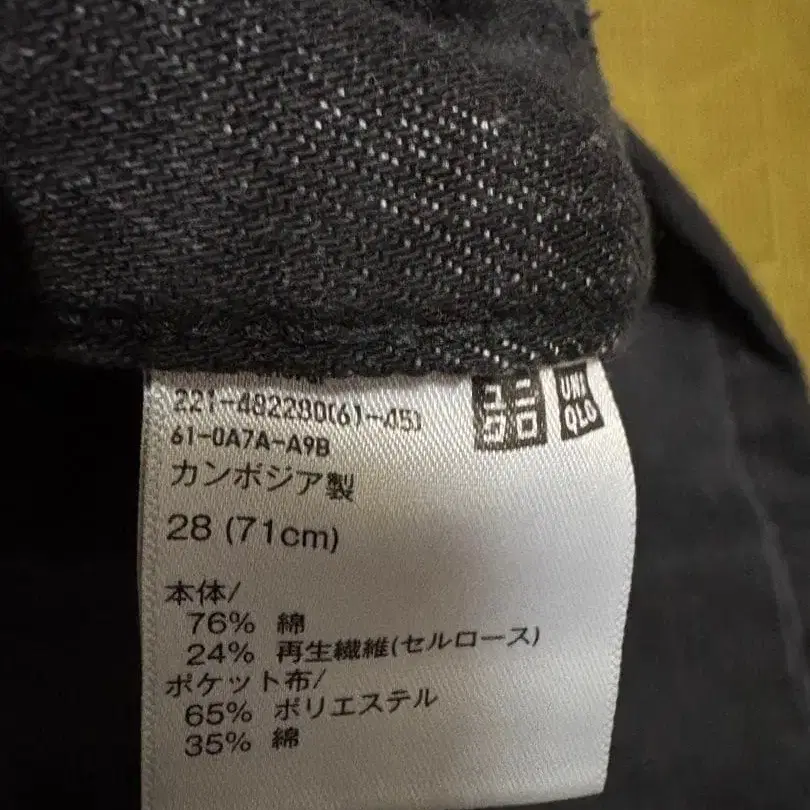 221-482280(61-45)
61-0A7A-A9B
カンボジア製
28 (71cm)
本体/
76% 綿
24% 再生繊維(セルロース)
ポケット布/
65% ポリエステル
35% 綿
ユニ
クロ
UNI
QLO